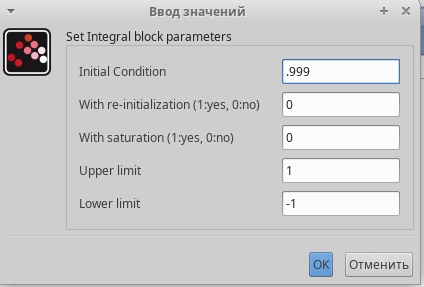 Ввод значений
Set Integral block parameters
Initial Condition .999
With re-initialization (1:yes, 0:no) 0
With saturation (1:yes, 0:no) 0
Upper limit 1
Lower limit -1
OK Отменить